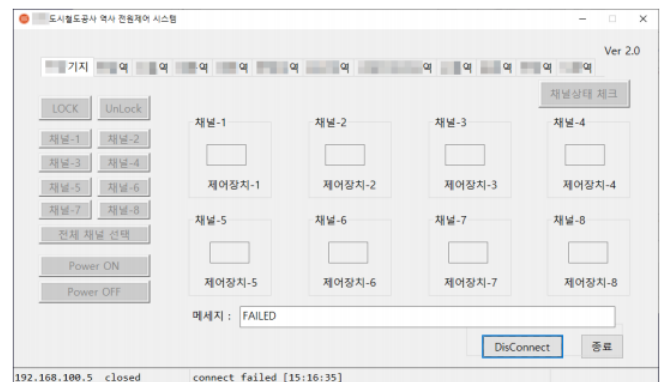 도시철도공사 역사 전원제어 시스템
Ver 2.0
기지 역 역 역 역 역 역 역 역 역 역 역
채널상태 체크
LOCK UnLock
채널-1 채널-2
채널-3 채널-4
채널-5 채널-6
채널-7 채널-8
전체 채널 선택
Power ON
Power OFF
채널-1 채널-2 채널-3 채널-4
제어장치-1 제어장치-2 제어장치-3 제어장치-4
채널-5 채널-6 채널-7 채널-8
제어장치-5 제어장치-6 제어장치-7 제어장치-8
메세지 : FAILED
DisConnect 종료
192.168.100.5 closed connect failed [15:16:35]